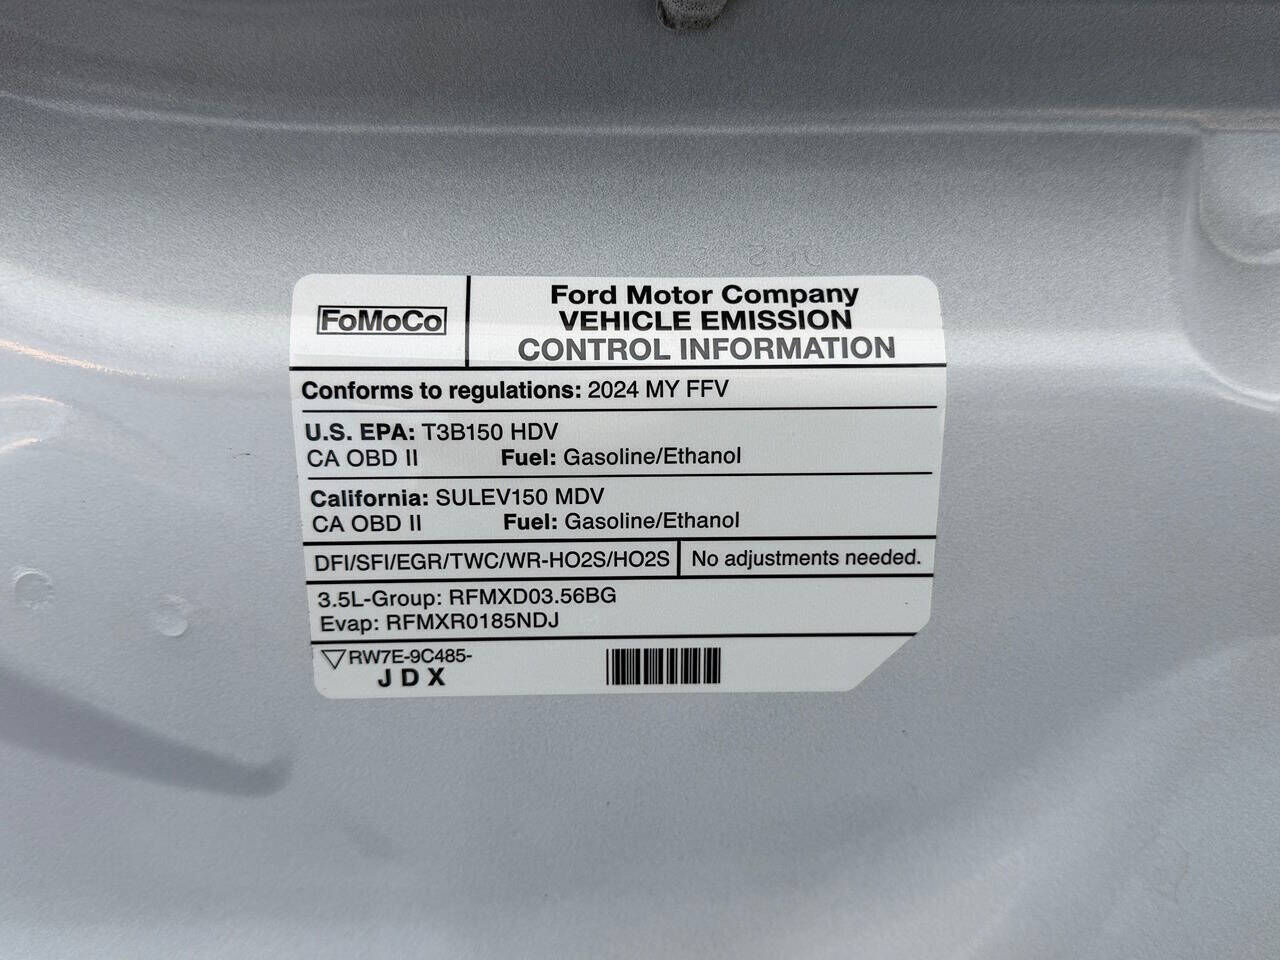 FoMoCo
Ford Motor Company
VEHICLE EMISSION
CONTROL INFORMATION
Conforms to regulations: 2024 MY FFV
U.S. EPA: T3B150 HDV
CA OBD II Fuel: Gasoline/Ethanol
California: SULEV150 MDV
CA OBD II Fuel: Gasoline/Ethanol
DFI/SFI/EGR/TWC/WR-HO2S/HO2S No adjustments needed.
3.5L-Group: RFMXD03.56BG
Evap: RFMXR0185NDJ
RW7E-9C485-
J D X